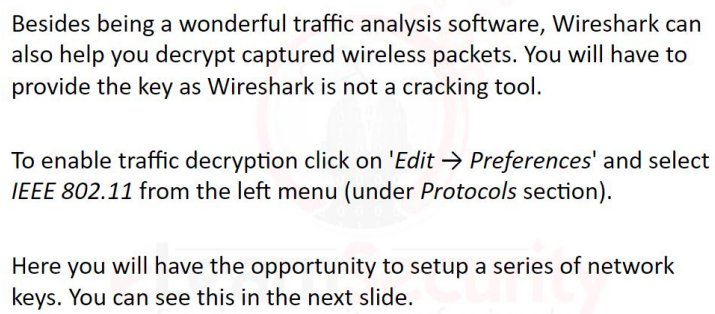 Besides being a wonderful traffic analysis software, Wireshark can
also help you decrypt captured wireless packets. You will have to
provide the key as Wireshark is not a cracking tool.
To enable traffic decryption click on 'Edit → Preferences' and select
IEEE 802.11 from the left menu (under Protocols section).
Here you will have the opportunity to setup a series of network
keys. You can see this in the next slide.
eLearnSecurity